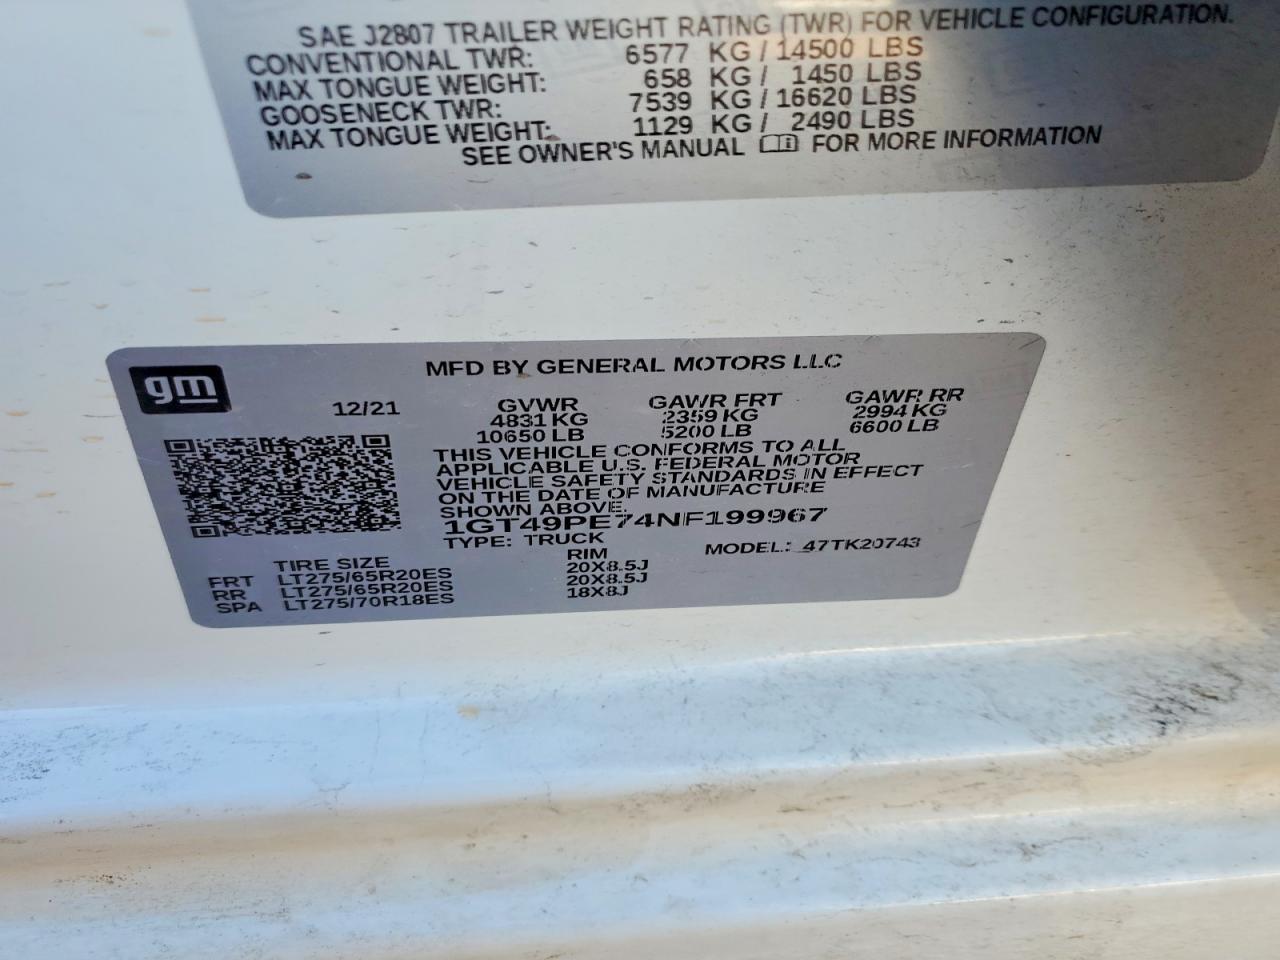 SAE J2807 TRAILER WEIGHT RATING (TWR) FOR VEHICLE CONFIGURATION.
CONVENTIONAL TWR: 6577 KG / 14500 LBS
MAX TONGUE WEIGHT: 658 KG / 1450 LBS
GOOSENECK TWR: 7539 KG / 16620 LBS
MAX TONGUE WEIGHT: 1129 KG / 2490 LBS
SEE OWNER'S MANUAL FOR MORE INFORMATION
gm
MFD BY GENERAL MOTORS LLC
12/21 GVWR GAWR FRT GAWR RR
4831 KG 2359 KG 2994 KG
10650 LB 5200 LB 6600 LB
THIS VEHICLE CONFORMS TO ALL
APPLICABLE U.S. FEDERAL MOTOR
VEHICLE SAFETY STANDARDS IN EFFECT
ON THE DATE OF MANUFACTURE
SHOWN ABOVE.
1GT49PE74NF199967
TYPE: TRUCK MODEL: 47TK20743
TIRE SIZE RIM
FRT LT275/65R20ES 20X8.5J
RR LT275/65R20ES 20X8.5J
SPA LT275/70R18ES 18X8J